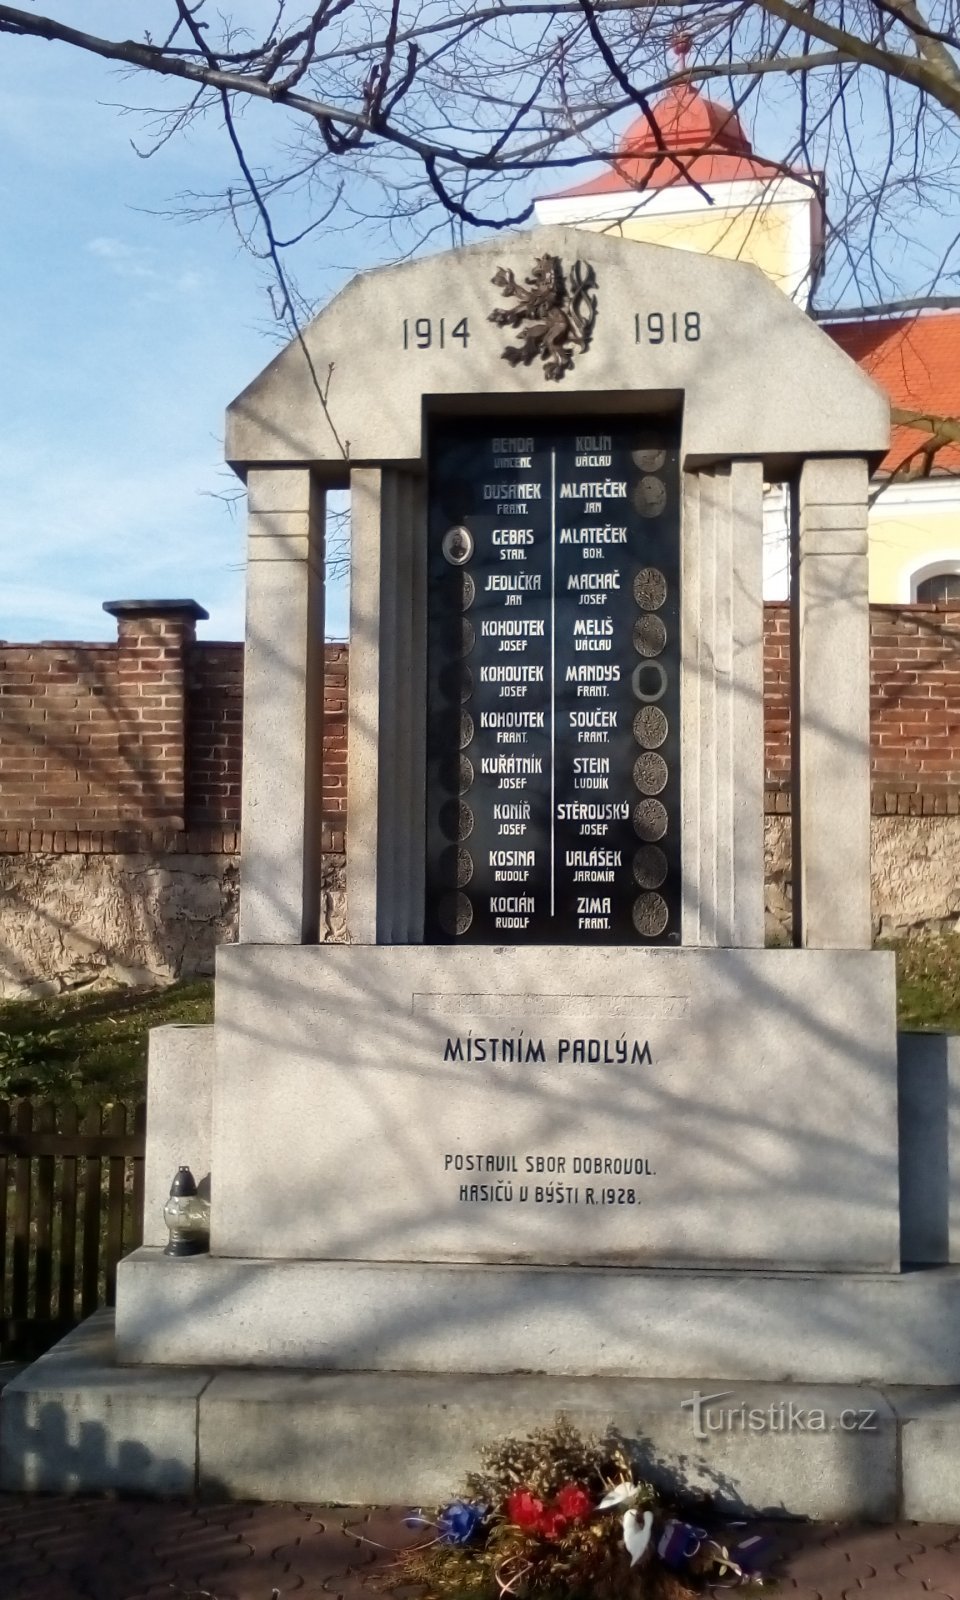 1914 1918
BENDA
VINCENC
DUSÁNEK
FRANT.
GEBAS
STAN.
JEDLIČKA
JAN
KOHOUTEK
JOSEF
KOHOUTEK
JOSEF
KOHOUTEK
FRANT.
KUŘÁTNÍK
JOSEF
KONÍŘ
JOSEF
KOSINA
RUDOLF
KOCIÁN
RUDOLF
KOLÍN
VÁCLAV
MLATEČEK
JAN
MLATEČEK
BOH.
MACHAČ
JOSEF
MELIŠ
VÁCLAV
MANDYS
FRANT.
SOUČEK
FRANT.
STEIN
LUDVÍK
STĚROVSKÝ
JOSEF
VALÁŠEK
JAROMÍR
ZIMA
FRANT.
MÍSTNÍM PADLÝM
POSTAVIL SBOR DOBROVOL.
HASIČŮ V BÝŠTI R.1928.
Turistika.cz